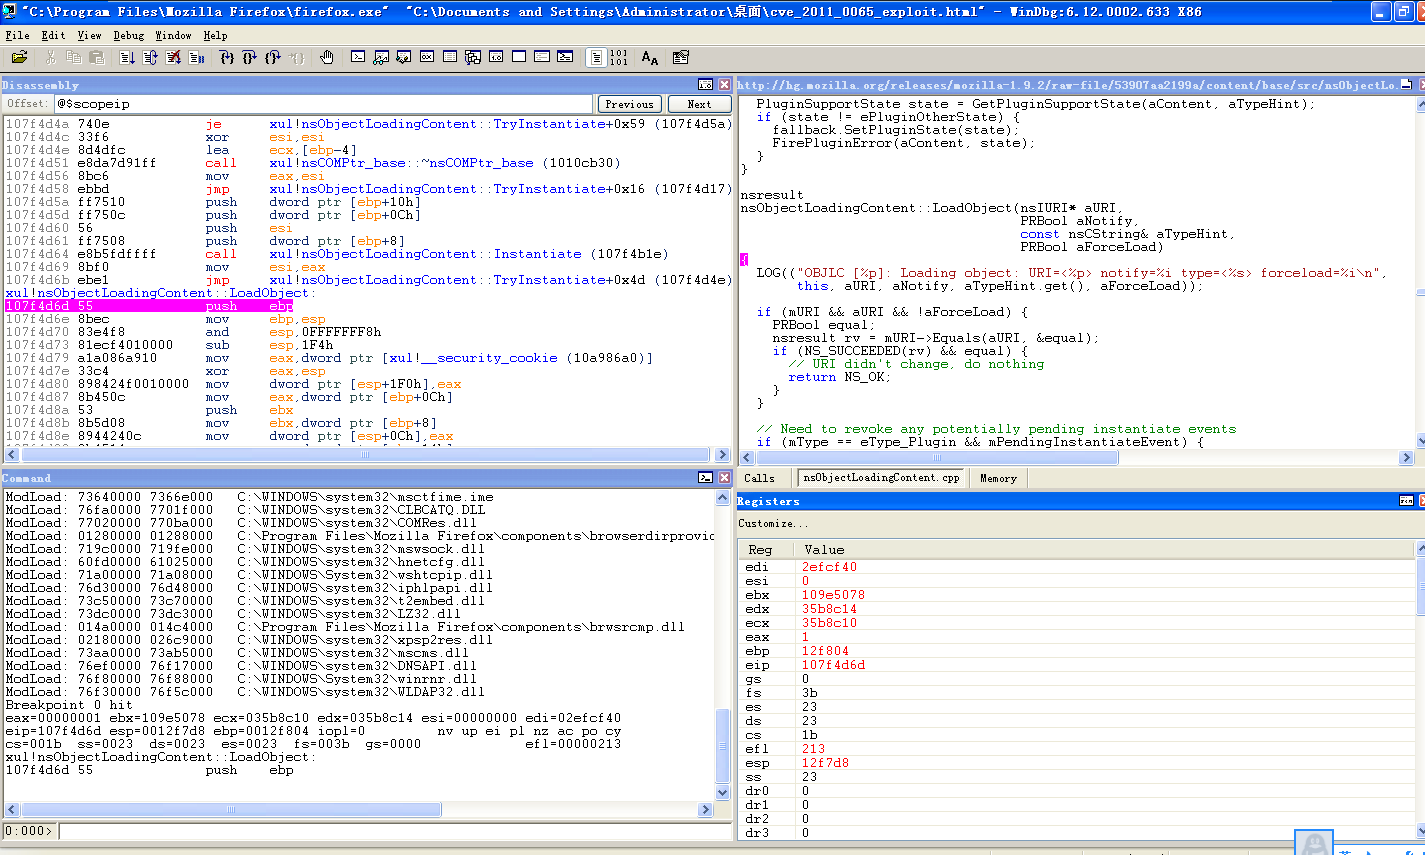 "C:\Program Files\Mozilla Firefox\firefox.exe"  "C:\Documents and Settings\Administrator\桌面\cve_2011_0065_exploit.html" - WinDbg:6.12.0002.633 X86
File Edit View Debug Window Help
Disassembly
Offset: @$scopeip
Previous Next
107f4d4a 740e je xul!nsObjectLoadingContent::TryInstantiate+0x59 (107f4d5a)
107f4d4c 33f6 xor esi,esi
107f4d4e 8d4dfc lea ecx,[ebp-4]
107f4d51 e8da7d91ff call xul!nsCOMPtr_base::~nsCOMPtr_base (1010cb30)
107f4d56 8bc6 mov eax,esi
107f4d58 ebbd jmp xul!nsObjectLoadingContent::TryInstantiate+0x16 (107f4d17)
107f4d5a ff7510 push dword ptr [ebp+10h]
107f4d5d ff750c push dword ptr [ebp+0Ch]
107f4d60 56 push esi
107f4d61 ff7508 push dword ptr [ebp+8]
107f4d64 e8b5fdffff call xul!nsObjectLoadingContent::Instantiate (107f4b1e)
107f4d69 8bf0 mov esi,eax
107f4d6b ebe1 jmp xul!nsObjectLoadingContent::TryInstantiate+0x4d (107f4d4e)
xul!nsObjectLoadingContent::LoadObject:
107f4d6d 55 push ebp
107f4d6e 8bec mov ebp,esp
107f4d70 83e4f8 and esp,0FFFFFFF8h
107f4d73 81ecf4010000 sub esp,1F4h
107f4d79 a1a086a910 mov eax,dword ptr [xul!__security_cookie (10a986a0)]
107f4d7e 33c4 xor eax,esp
107f4d80 898424f0010000 mov dword ptr [esp+1F0h],eax
107f4d87 8b450c mov eax,dword ptr [ebp+0Ch]
107f4d8a 53 push ebx
107f4d8b 8b5d08 mov ebx,dword ptr [ebp+8]
107f4d8e 8944240c mov dword ptr [esp+0Ch],eax
http://hg.mozilla.org/releases/mozilla-1.9.2/raw-file/53907aa2199a/content/base/src/nsObjectLo...
PluginSupportState state = GetPluginSupportState(aContent, aTypeHint);
if (state != ePluginOtherState) {
fallback.SetPluginState(state);
FirePluginError(aContent, state);
}
}
nsresult
nsObjectLoadingContent::LoadObject(nsIURI* aURI,
PRBool aNotify,
const nsCString& aTypeHint,
PRBool aForceLoad)
{
LOG(("OBJLC [%p]: Loading object: URI=<%p> notify=%i type=<%s> forceload=%i\n",
this, aURI, aNotify, aTypeHint.get(), aForceLoad));
if (mURI && aURI && !aForceLoad) {
PRBool equal;
nsresult rv = mURI->Equals(aURI, &equal);
if (NS_SUCCEEDED(rv) && equal) {
// URI didn't change, do nothing
return NS_OK;
}
}
// Need to revoke any potentially pending instantiate events
if (mType == eType_Plugin && mPendingInstantiateEvent) {
Calls nsObjectLoadingContent.cpp Memory
Command
ModLoad: 73640000 7366e000 C:\WINDOWS\system32\msctfime.ime
ModLoad: 76fa0000 7701f000 C:\WINDOWS\system32\CLBCATQ.DLL
ModLoad: 77020000 770ba000 C:\WINDOWS\system32\COMRes.dll
ModLoad: 01280000 01288000 C:\Program Files\Mozilla Firefox\components\browserdirprovid
ModLoad: 719c0000 719fe000 C:\WINDOWS\system32\mswsock.dll
ModLoad: 60fd0000 61025000 C:\WINDOWS\system32\hnetcfg.dll
ModLoad: 71a00000 71a08000 C:\WINDOWS\system32\wshtcpip.dll
ModLoad: 76d30000 76d48000 C:\WINDOWS\system32\iphlpapi.dll
ModLoad: 73c50000 73c70000 C:\WINDOWS\system32\t2embed.dll
ModLoad: 73dc0000 73dc3000 C:\WINDOWS\system32\LZ32.dll
ModLoad: 014a0000 014c4000 C:\Program Files\Mozilla Firefox\components\brwsrcmp.dll
ModLoad: 02180000 026c9000 C:\WINDOWS\system32\xpsp2res.dll
ModLoad: 73aa0000 73ab5000 C:\WINDOWS\system32\mscms.dll
ModLoad: 76ef0000 76f17000 C:\WINDOWS\system32\DNSAPI.dll
ModLoad: 76f80000 76f88000 C:\WINDOWS\system32\winrnr.dll
ModLoad: 76f30000 76f5c000 C:\WINDOWS\system32\WLDAP32.dll
Breakpoint 0 hit
eax=00000001 ebx=109e5078 ecx=035b8c10 edx=035b8c14 esi=00000000 edi=02efcf40
eip=107f4d6d esp=0012f7d8 ebp=0012f804 iopl=0 nv up ei pl nz ac po cy
cs=001b ss=0023 ds=0023 es=0023 fs=003b gs=0000 efl=00000213
xul!nsObjectLoadingContent::LoadObject:
107f4d6d 55 push ebp
0:000>
Registers
Customize...
Reg Value
edi 2efcf40
esi 0
ebx 109e5078
edx 35b8c14
ecx 35b8c10
eax 1
ebp 12f804
eip 107f4d6d
gs 0
fs 3b
es 23
ds 23
cs 1b
efl 213
esp 12f7d8
ss 23
dr0 0
dr1 0
dr2 0
dr3 0